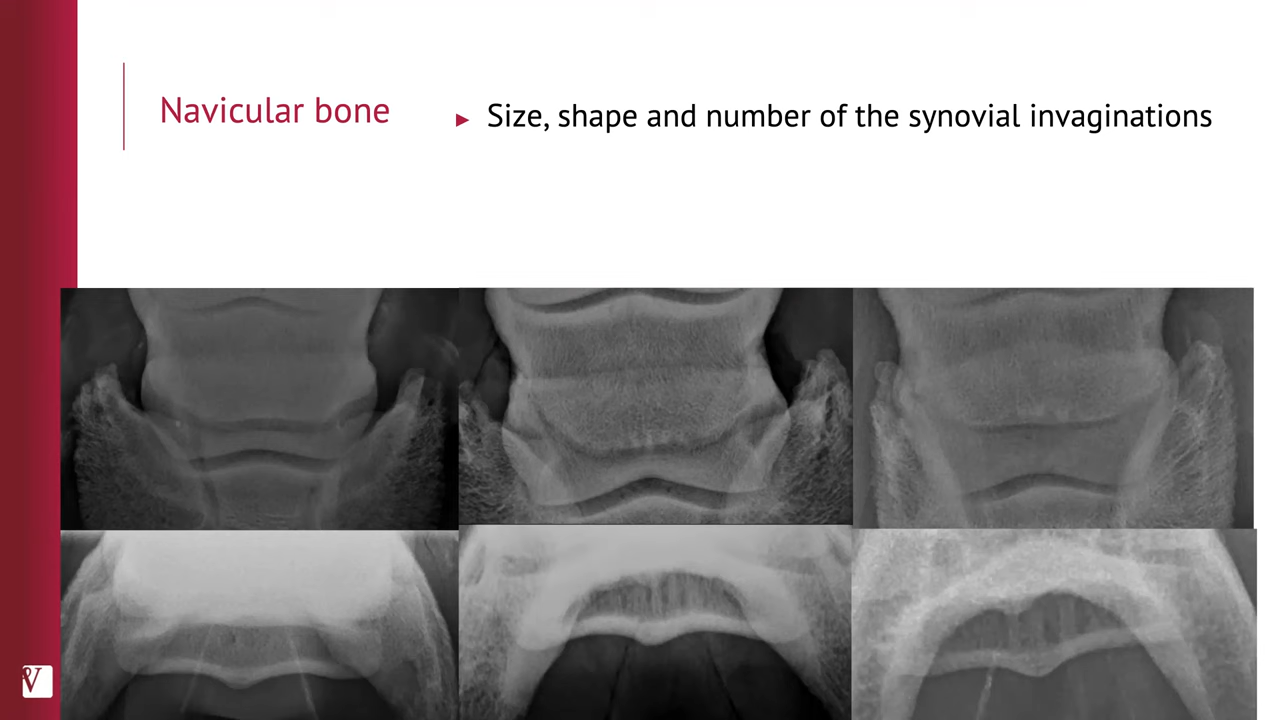 Navicular bone
► Size, shape and number of the synovial invaginations